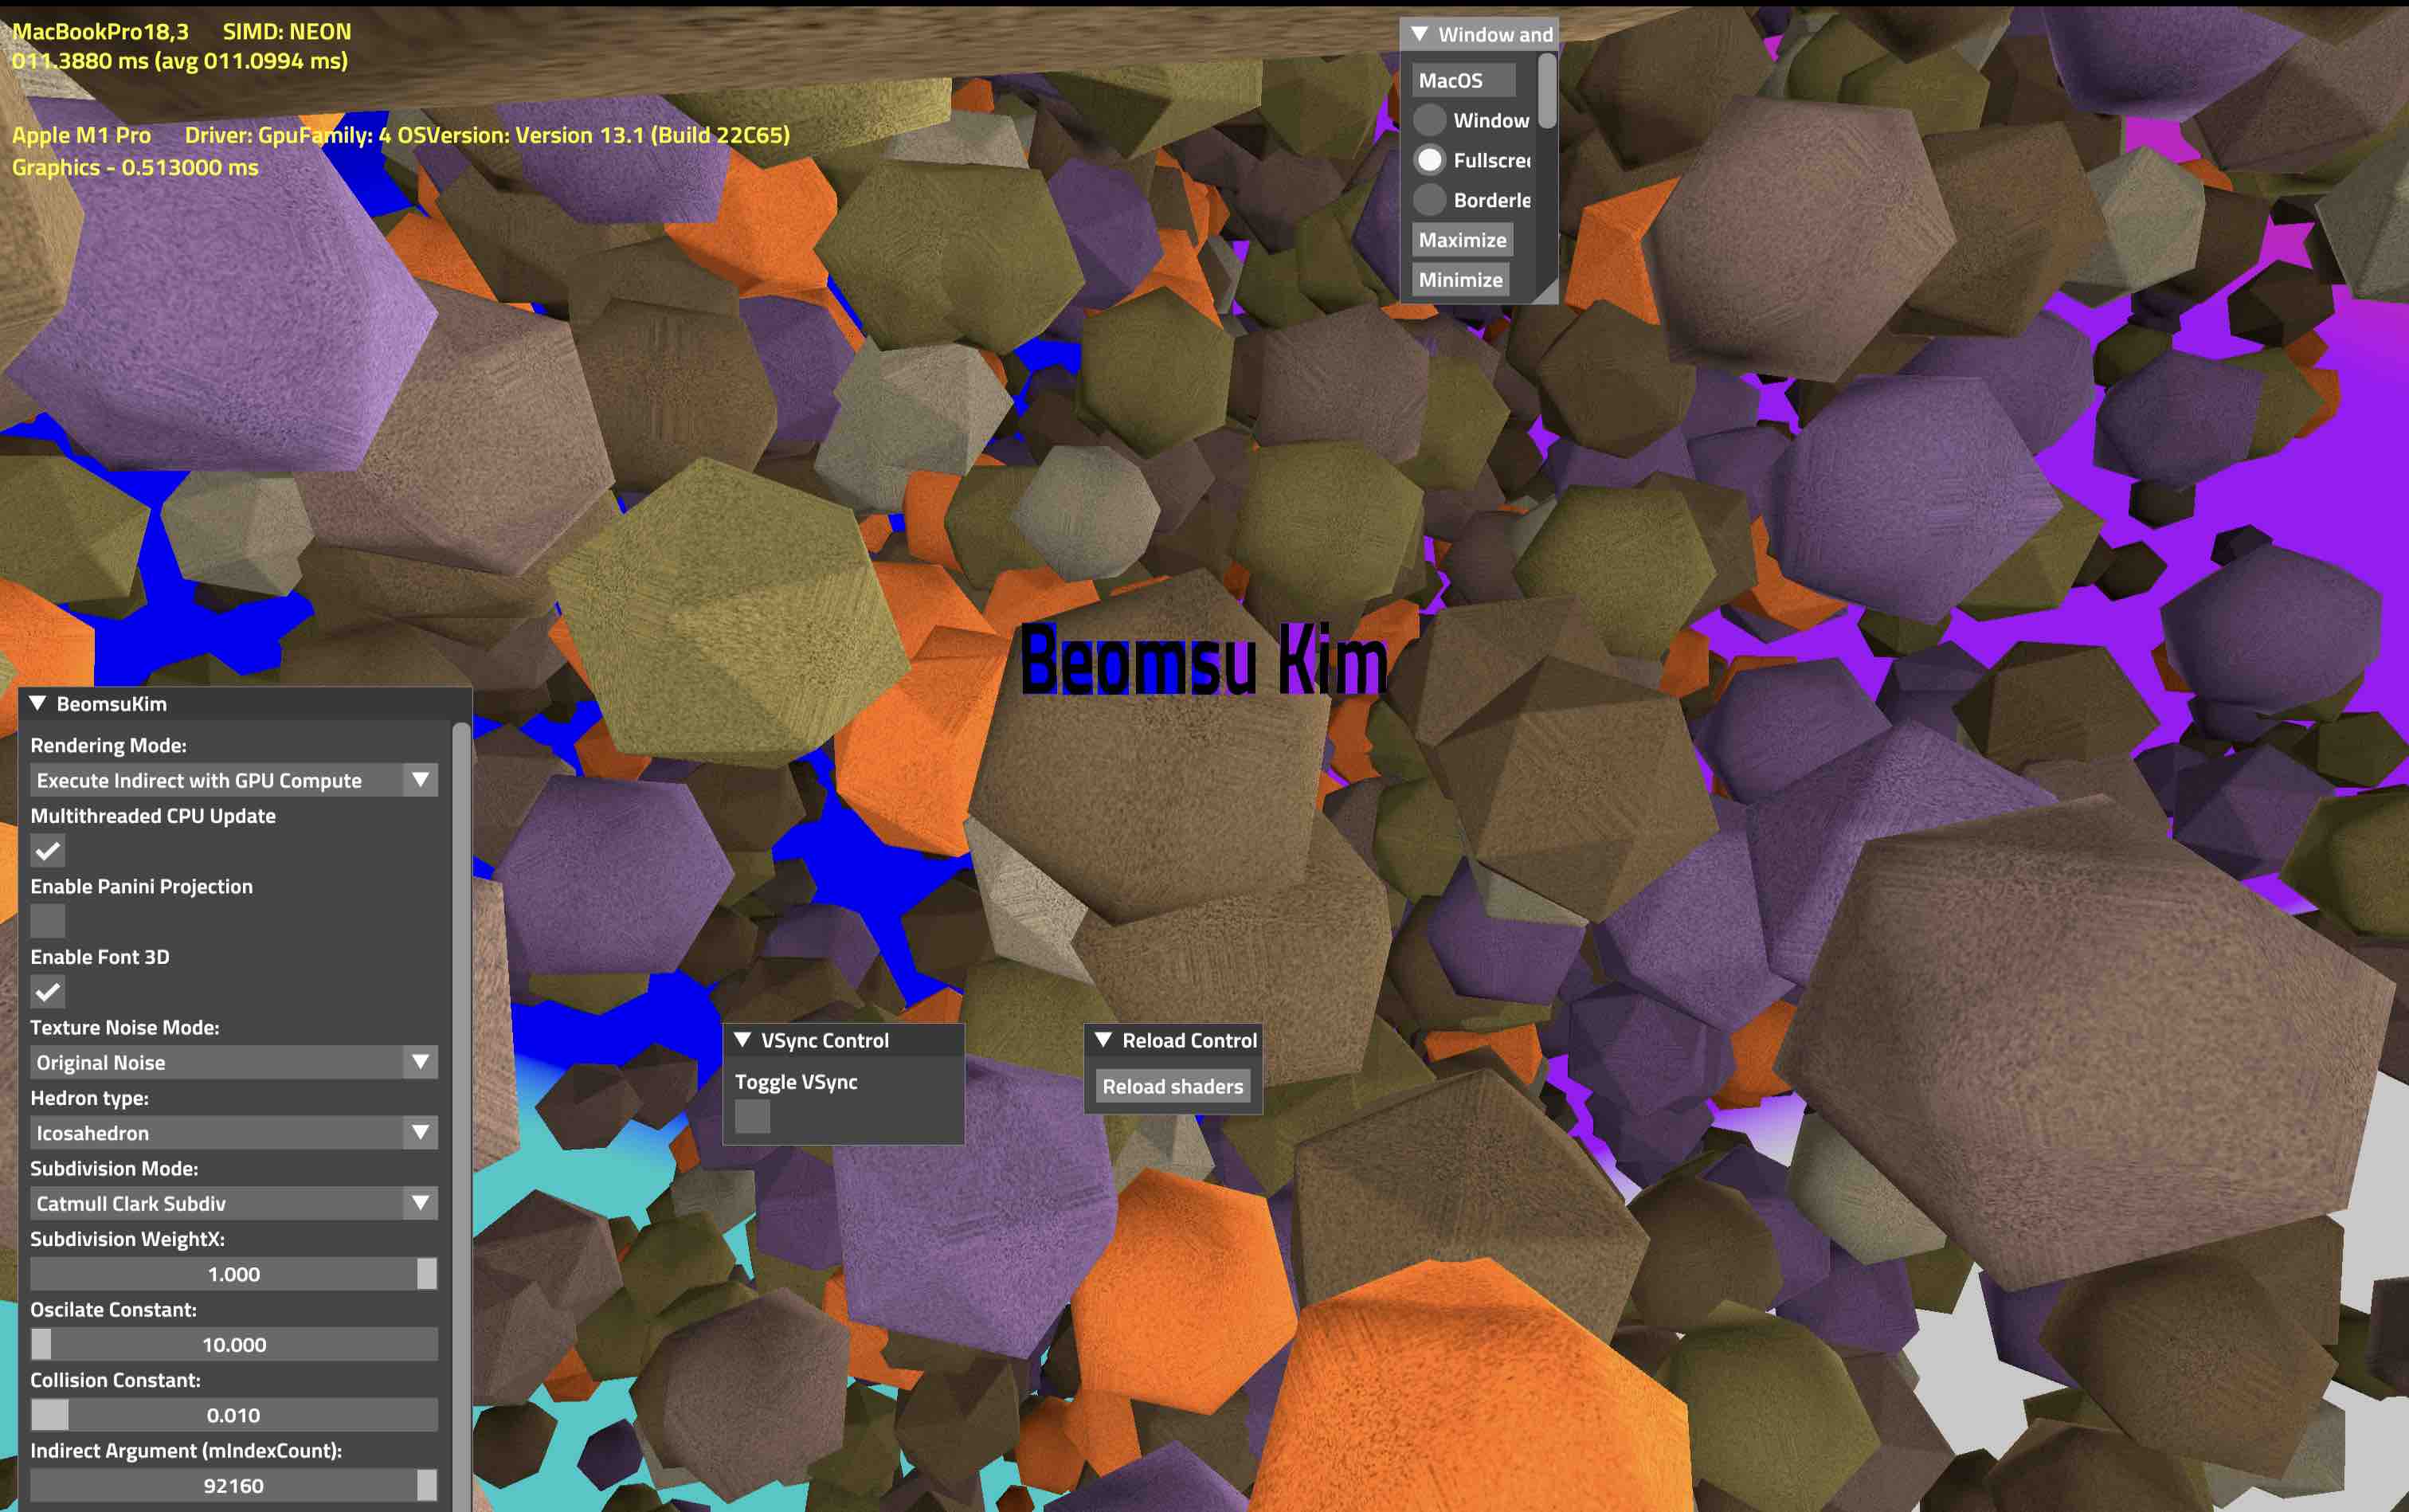 MacBookPro18,3 SIMD: NEON
011.3880 ms (avg 011.0994 ms)
Apple M1 Pro Driver: GpuFamily: 4 OSVersion: Version 13.1 (Build 22C65)
Graphics - 0.513000 ms
Window and
MacOS
Window
Fullscre
Borderle
Maximize
Minimize
Beomsu Kim
BeomsuKim
Rendering Mode:
Execute Indirect with GPU Compute
Multithreaded CPU Update
Enable Panini Projection
Enable Font 3D
Texture Noise Mode:
Original Noise
Hedron type:
Icosahedron
Subdivision Mode:
Catmull Clark Subdiv
Subdivision WeightX:
1.000
Oscilate Constant:
10.000
Collision Constant:
0.010
Indirect Argument (mIndexCount):
92160
VSync Control
Toggle VSync
Reload Control
Reload shaders